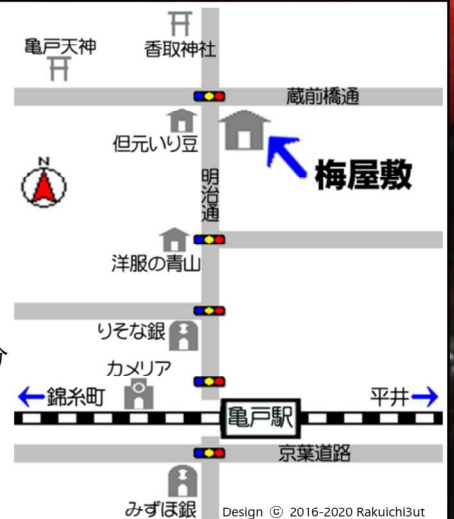 亀戸天神
香取神社
蔵前橋通
但元いり豆
梅屋敷
N
明治通
洋服の青山
りそな銀
カメリア
←錦糸町
亀戸駅
平井→
京葉道路
みずほ銀
Design © 2016-2020 Rakuichi3ut